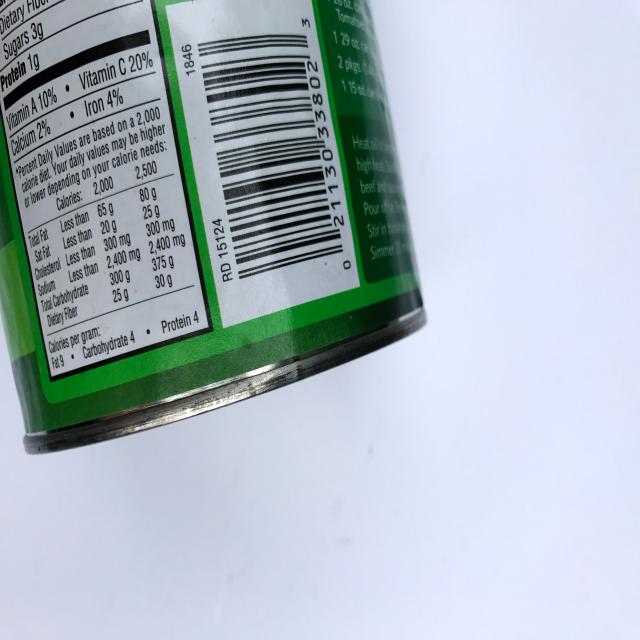 Dietary Fiber
Sugars 3g
Protein 1g
Vitamin A 10% • Vitamin C 20%
Calcium 2% • Iron 4%
*Percent Daily Values are based on a 2,000
calorie diet. Your daily values may be higher
or lower depending on your calorie needs:
Calories: 2,000 2,500
Total Fat Less than 65 g 80 g
Sat Fat Less than 20 g 25 g
Cholesterol Less than 300 mg 300 mg
Sodium Less than 2,400 mg 2,400 mg
Total Carbohydrate 300 g 375 g
Dietary Fiber 25 g 30 g
Calories per gram:
Fat 9 • Carbohydrate 4 • Protein 4
1846
RD 15124
0 21130 33802 3
1 29 oz.
2 pkgs.
1 15 oz.
Heat oil
high
beef and
Pour
Stir in
Simmer